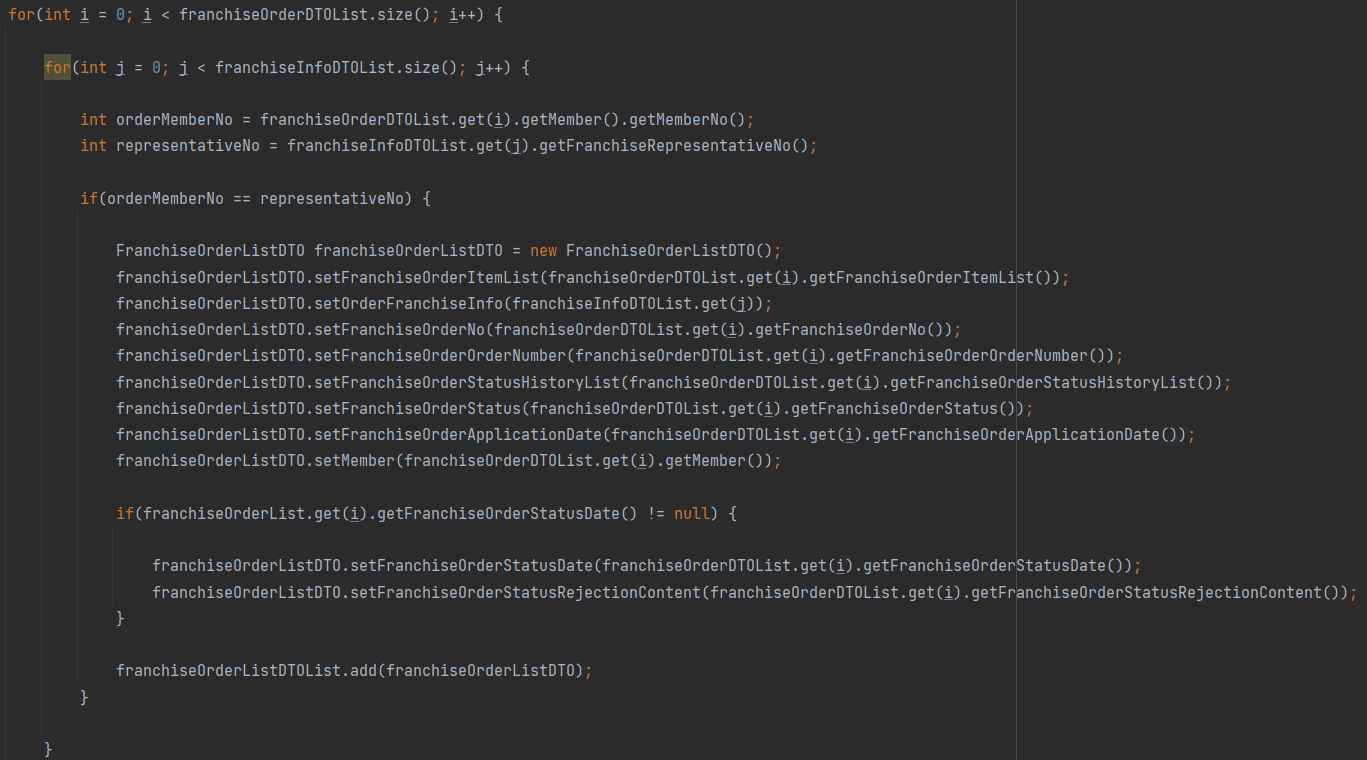 for(int i = 0; i < franchiseOrderDTOList.size(); i++) {
for(int j = 0; j < franchiseInfoDTOList.size(); j++) {
int orderMemberNo = franchiseOrderDTOList.get(i).getMember().getMemberNo();
int representativeNo = franchiseInfoDTOList.get(j).getFranchiseRepresentativeNo();
if(orderMemberNo == representativeNo) {
FranchiseOrderListDTO franchiseOrderListDTO = new FranchiseOrderListDTO();
franchiseOrderListDTO.setFranchiseOrderItemList(franchiseOrderDTOList.get(i).getFranchiseOrderItemList());
franchiseOrderListDTO.setOrderFranchiseInfo(franchiseInfoDTOList.get(j));
franchiseOrderListDTO.setFranchiseOrderNo(franchiseOrderDTOList.get(i).getFranchiseOrderNo());
franchiseOrderListDTO.setFranchiseOrderOrderNumber(franchiseOrderDTOList.get(i).getFranchiseOrderOrderNumber());
franchiseOrderListDTO.setFranchiseOrderStatusHistoryList(franchiseOrderDTOList.get(i).getFranchiseOrderStatusHistoryList());
franchiseOrderListDTO.setFranchiseOrderStatus(franchiseOrderDTOList.get(i).getFranchiseOrderStatus());
franchiseOrderListDTO.setFranchiseOrderApplicationDate(franchiseOrderDTOList.get(i).getFranchiseOrderApplicationDate());
franchiseOrderListDTO.setMember(franchiseOrderDTOList.get(i).getMember());
if(franchiseOrderList.get(i).getFranchiseOrderStatusDate() != null) {
franchiseOrderListDTO.setFranchiseOrderStatusDate(franchiseOrderDTOList.get(i).getFranchiseOrderStatusDate());
franchiseOrderListDTO.setFranchiseOrderStatusRejectionContent(franchiseOrderDTOList.get(i).getFranchiseOrderStatusRejectionContent());
}
franchiseOrderListDTOList.add(franchiseOrderListDTO);
}
}